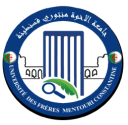 جامعة الإخوة منتوري قسنطينة
UNIVERSITÉ DES FRÈRES MENTOURI CONSTANTINE